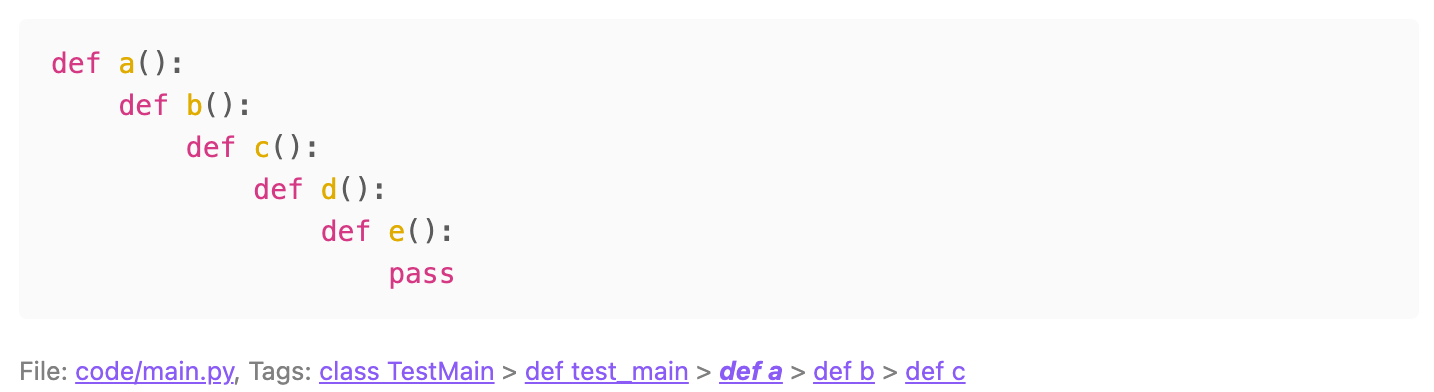 def a():
    def b():
        def c():
            def d():
                def e():
                    pass
File: code/main.py, Tags: class TestMain > def test_main > def a > def b > def c